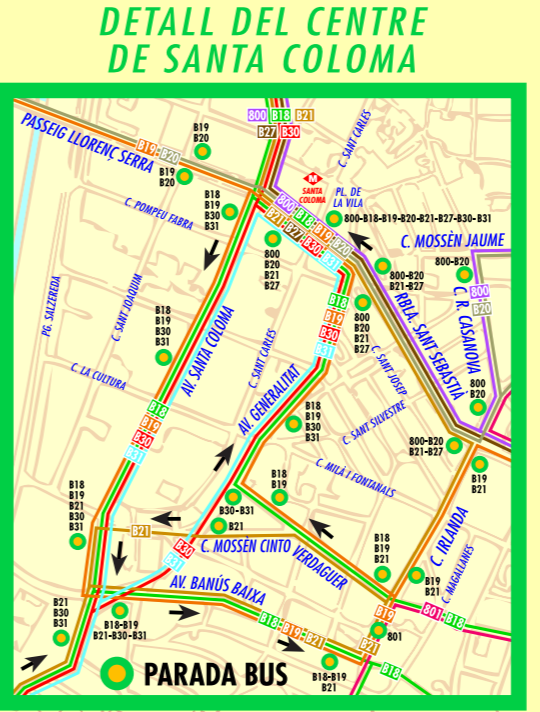 DETALL DEL CENTRE
DE SANTA COLOMA
800 B18 B21
B27 B30
PASSEIG LLORENÇ SERRA
B19 B20
B19
B20
B19
B20
C. SANT CARLES
M
SANTA
COLOMA
PL. DE
LA VILA
B18
B19
B30
B31
C. POMPEU FABRA
800 B18 B19 B20
B21 B27 B30 B31
800-B18-B19-B20-B21-B27-B30-B31
C. MOSSÈN JAUME
800
B20
B21
B27
800-B20
B21-B27
800-B20
800
B20
C. R. CASANOVA
RBLA. SANT SEBASTIÀ
PG. SALZEREDA
C. SANT JOAQUIM
B18
B19
B30
B31
AV. SANTA COLOMA
B18
B19
B30
B31
800
B20
B21
B27
C. SANT CARLES
C. SANT JOSEP
C. LA CULTURA
AV. GENERALITAT
800
B20
B18
B19
B30
B31
B18
B19
B30
B31
C. SANT SILVESTRE
800-B20
B21-B27
C. MILÀ I FONTANALS
B19
B21
B18
B19
B21
B30
B31
B30-B31
B18
B19
B21
B21
C. IRLANDA
C. MAGALLANES
B30
B31
C. MOSSÈN CINTO VERDAGUER
B18
B19
B21
B19
B21
AV. BANÚS BAIXA
B21
B30
B31
B18-B19
B21-B30-B31
B18 B19 B21
B19
801 B18
801
B21
B18-B19
B21
B18
PARADA BUS